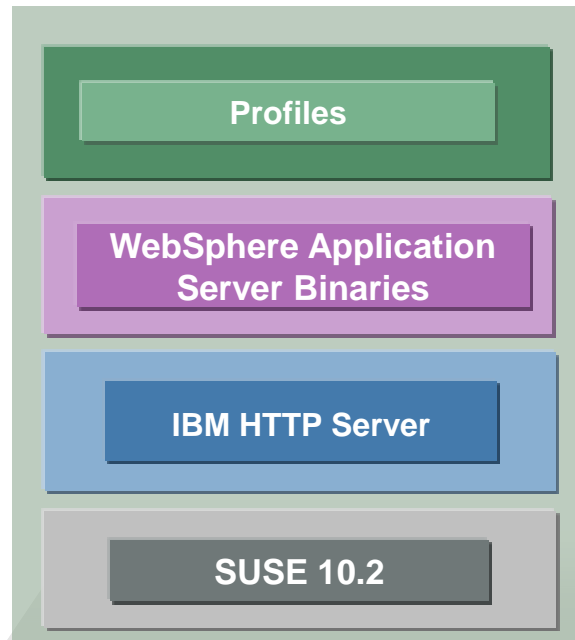 Profiles
WebSphere Application
Server Binaries
IBM HTTP Server
SUSE 10.2